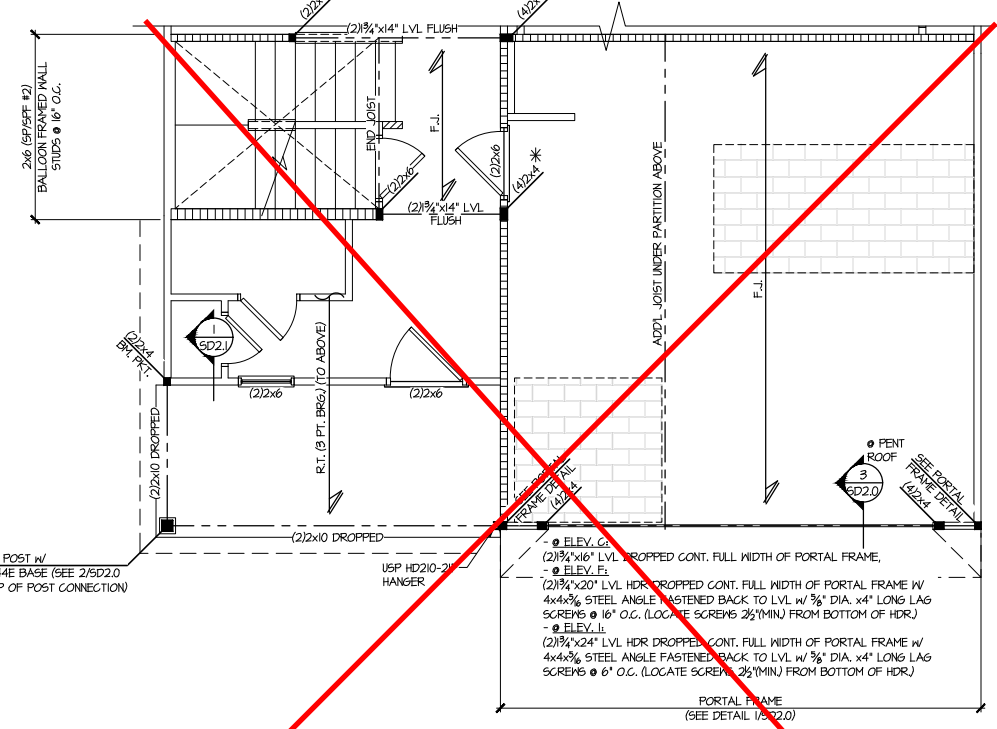 (2)2
(4)2x
(2)1¾"x14" LVL FLUSH
2x6 (SP/SPF #2)
BALLOON FRAMED WALL
STUDS @ 16" O.C.
END JOIST
F.J.
(2)2x6
(2)2x6
(4)2x4 *
(2)1¾"x14" LVL
FLUSH
ADD'L JOIST UNDER PARTITION ABOVE
F.J.
1
SD2.1
(2)2x4
BM. PKT.
R.T. (3 PT. BRG.) (TO ABOVE)
(2)2x6
(2)2x6
(2)2x10 DROPPED
@ PENT
ROOF
3
SD2.0
SEE PORTAL
FRAME DETAIL
(4)2x4
SEE
FRAME DETAIL
(4)2x4
(2)2x10 DROPPED
POST W/
4E BASE (SEE 2/SD2.0
P OF POST CONNECTION)
USP HD210-2
HANGER
- @ ELEV. C:
(2)1¾"x16" LVL DROPPED CONT. FULL WIDTH OF PORTAL FRAME,
- @ ELEV. F:
(2)1¾"x20" LVL HDR DROPPED CONT. FULL WIDTH OF PORTAL FRAME W/
4x4x5/16 STEEL ANGLE FASTENED BACK TO LVL W/ 5/8" DIA. x4" LONG LAG
SCREWS @ 16" O.C. (LOCATE SCREWS 2½"(MIN.) FROM BOTTOM OF HDR.)
- @ ELEV. I:
(2)1¾"x24" LVL HDR DROPPED CONT. FULL WIDTH OF PORTAL FRAME W/
4x4x5/16 STEEL ANGLE FASTENED BACK TO LVL W/ 5/8" DIA. x4" LONG LAG
SCREWS @ 6" O.C. (LOCATE SCREWS 2½"(MIN.) FROM BOTTOM OF HDR.)
PORTAL FRAME
(SEE DETAIL 1/SD2.0)